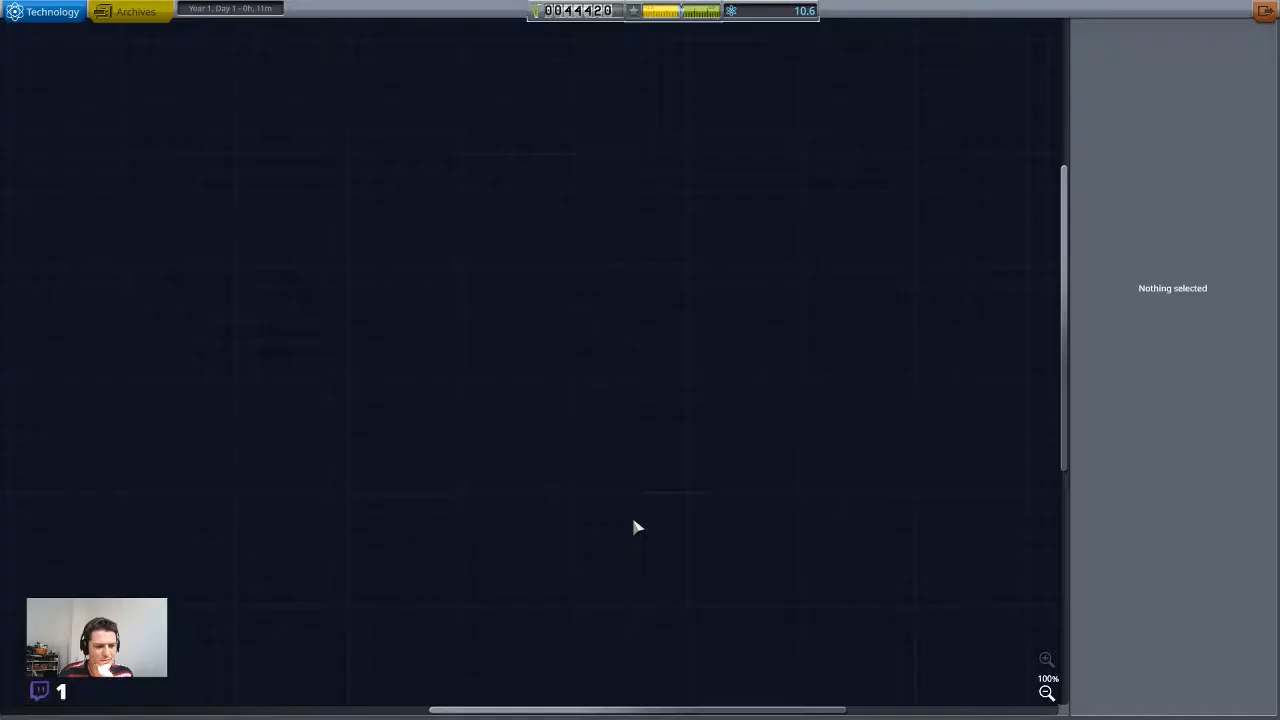 Technology
Archives
Year 1, Day 1 - 0h, 11m
0044420
10.6
Nothing selected
100%
1